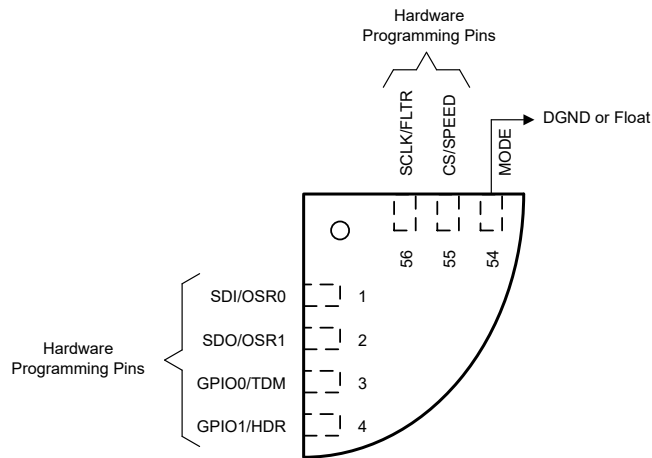 Hardware
Programming Pins
SCLK/FLTR
CS/SPEED
MODE
DGND or Float
56
55
54
SDI/OSR0
1
SDO/OSR1
2
Hardware
Programming Pins
GPIO0/TDM
3
GPIO1/HDR
4